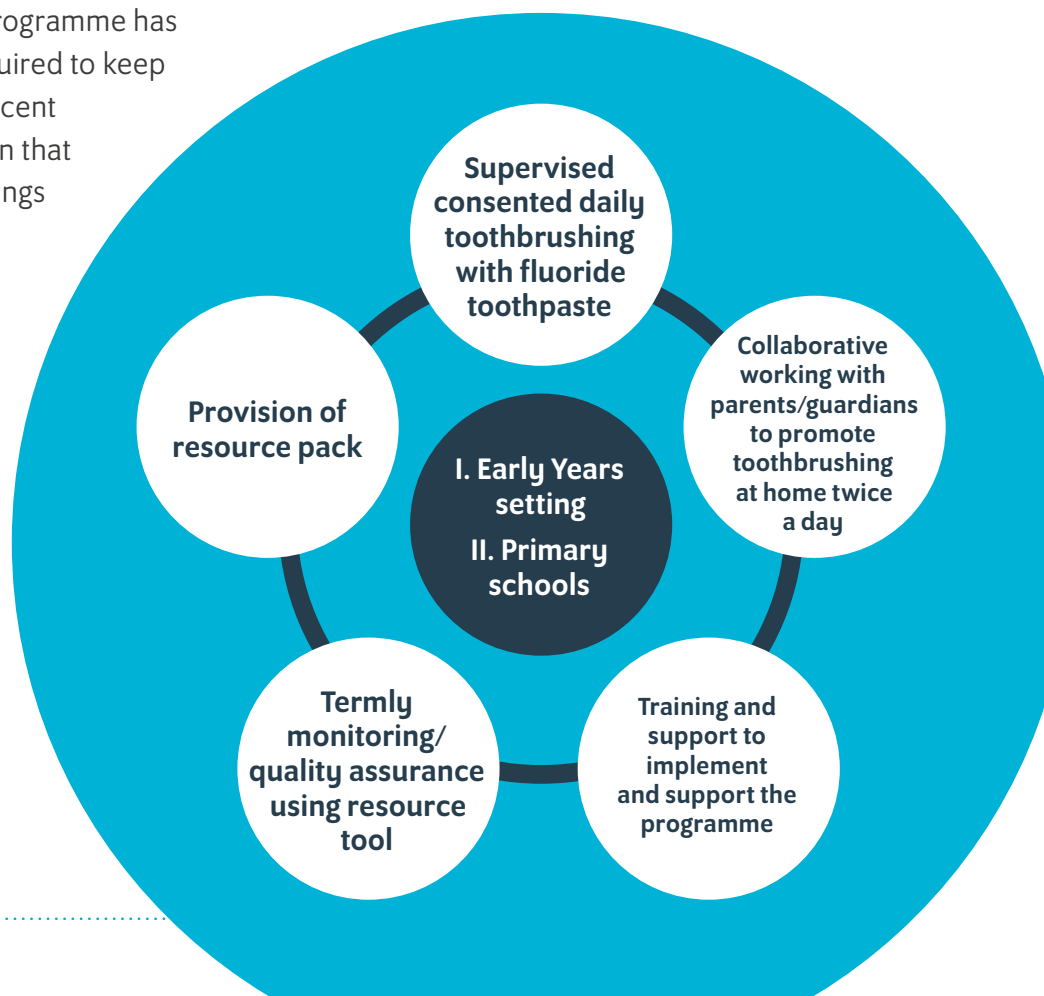 rogramme has
uired to keep
cent
n that
ings
Supervised
consented daily
toothbrushing
with fluoride
toothpaste
Collaborative
working with
parents/guardians
to promote
toothbrushing
at home twice
a day
Provision of
resource pack
I. Early Years
setting
II. Primary
schools
Termly
monitoring/
quality assurance
using resource
tool
Training and
support to
implement
and support the
programme